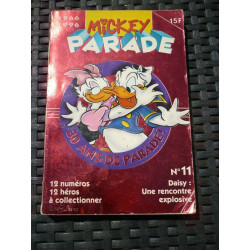 1966
1996
MICKEY
PARADE
15F
30 ANS DE PARADE!
N° 11
12 numéros
12 héros
à collectionner
Daisy :
Une rencontre
explosive